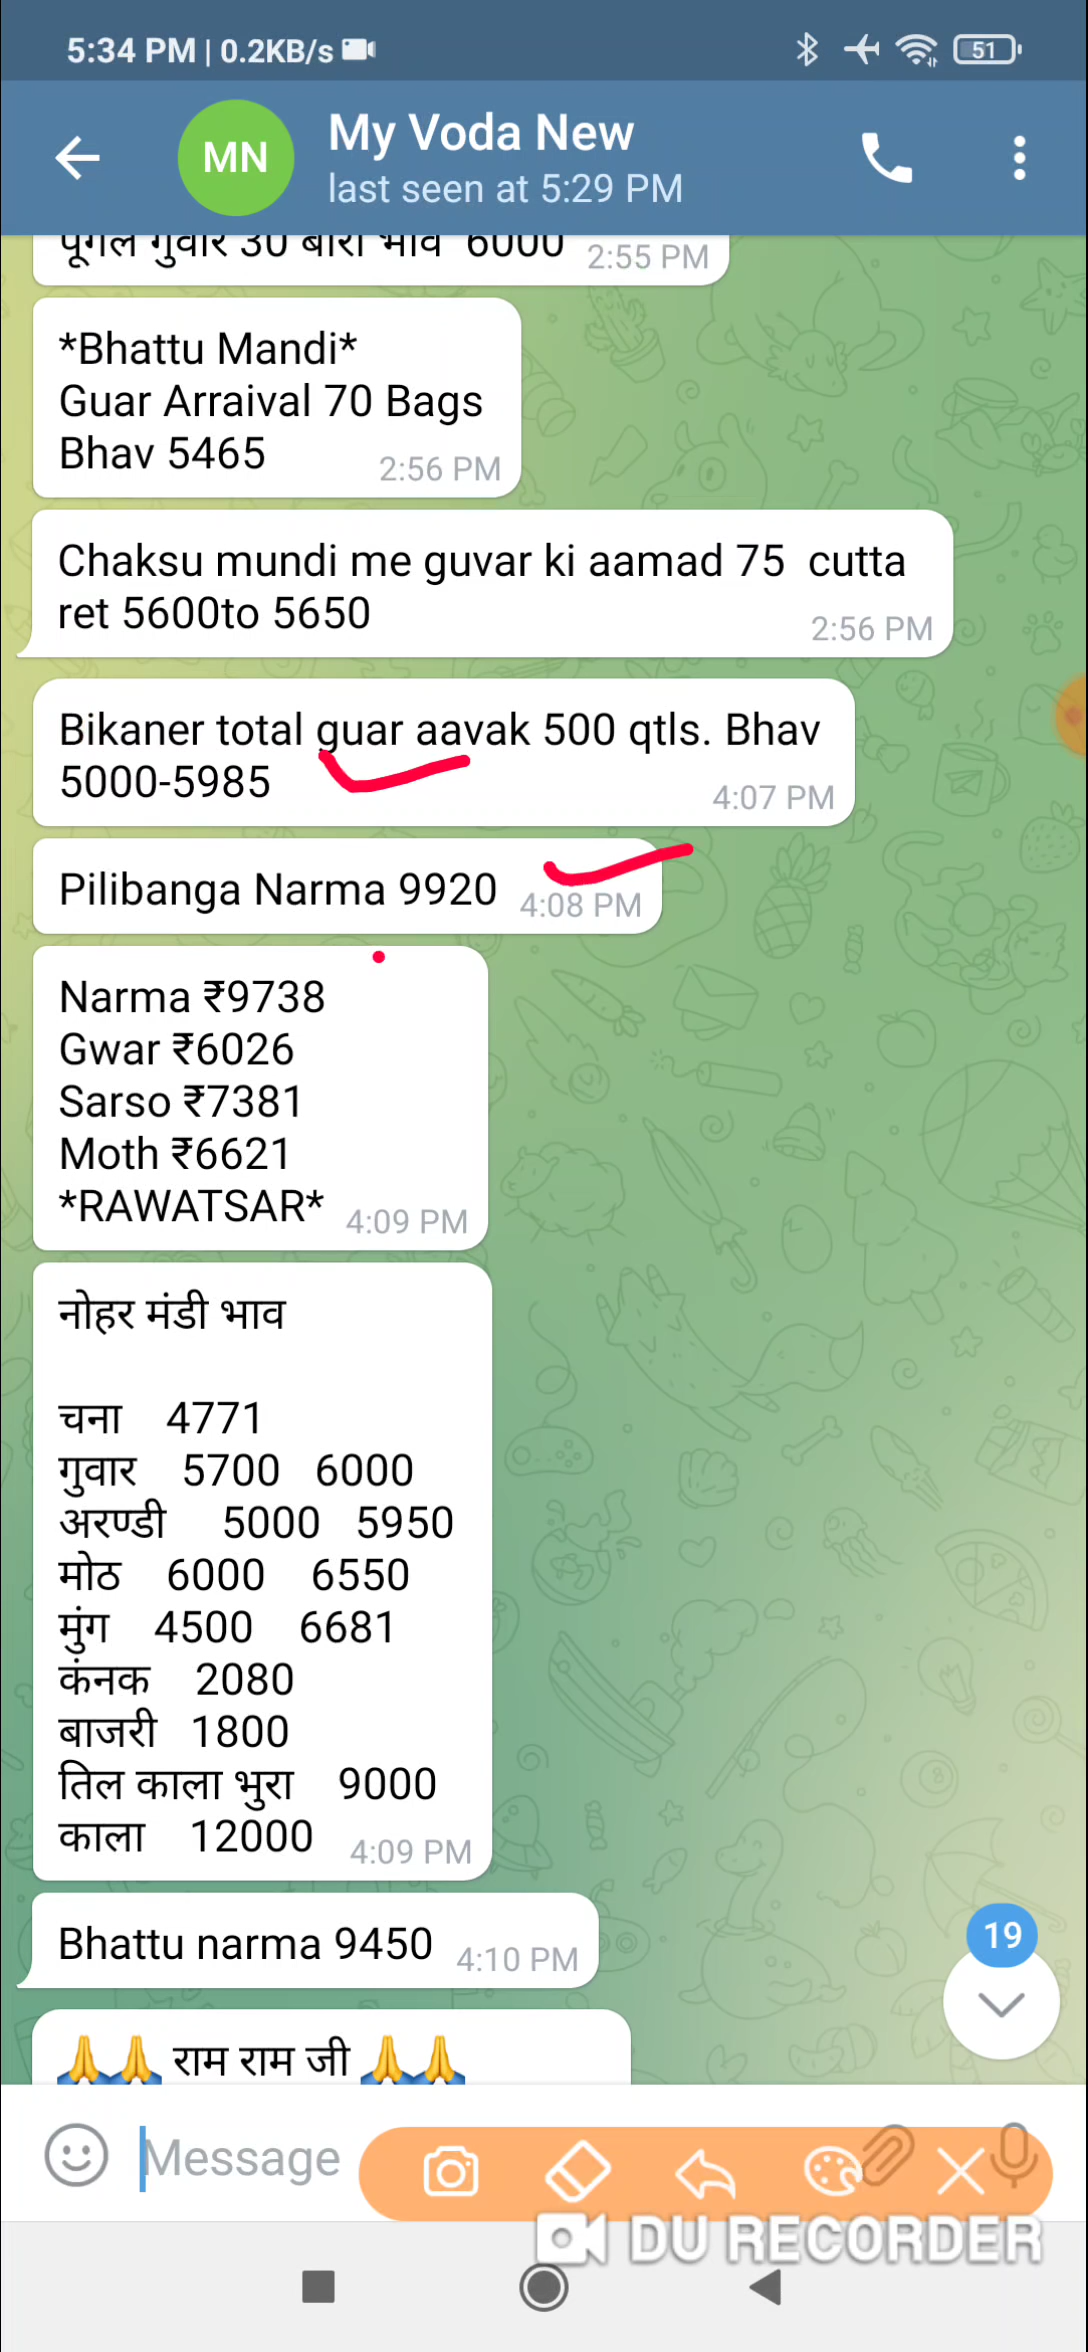 5:34 PM | 0.2KB/s
51
MN
My Voda New
last seen at 5:29 PM
पूगल गुवार 30 बोरी भाव 6000 2:55 PM
*Bhattu Mandi*
Guar Arraival 70 Bags
Bhav 5465
2:56 PM
Chaksu mundi me guvar ki aamad 75 cutta
ret 5600to 5650
2:56 PM
Bikaner total guar aavak 500 qtls. Bhav
5000-5985
4:07 PM
Pilibanga Narma 9920 4:08 PM
Narma ₹9738
Gwar ₹6026
Sarso ₹7381
Moth ₹6621
*RAWATSAR* 4:09 PM
नोहर मंडी भाव
चना 4771
गुवार 5700 6000
अरण्डी 5000 5950
मोठ 6000 6550
मुंग 4500 6681
कंनक 2080
बाजरी 1800
तिल काला भुरा 9000
काला 12000 4:09 PM
Bhattu narma 9450 4:10 PM
19
🙏🙏 राम राम जी 🙏🙏
Message
DU RECORDER